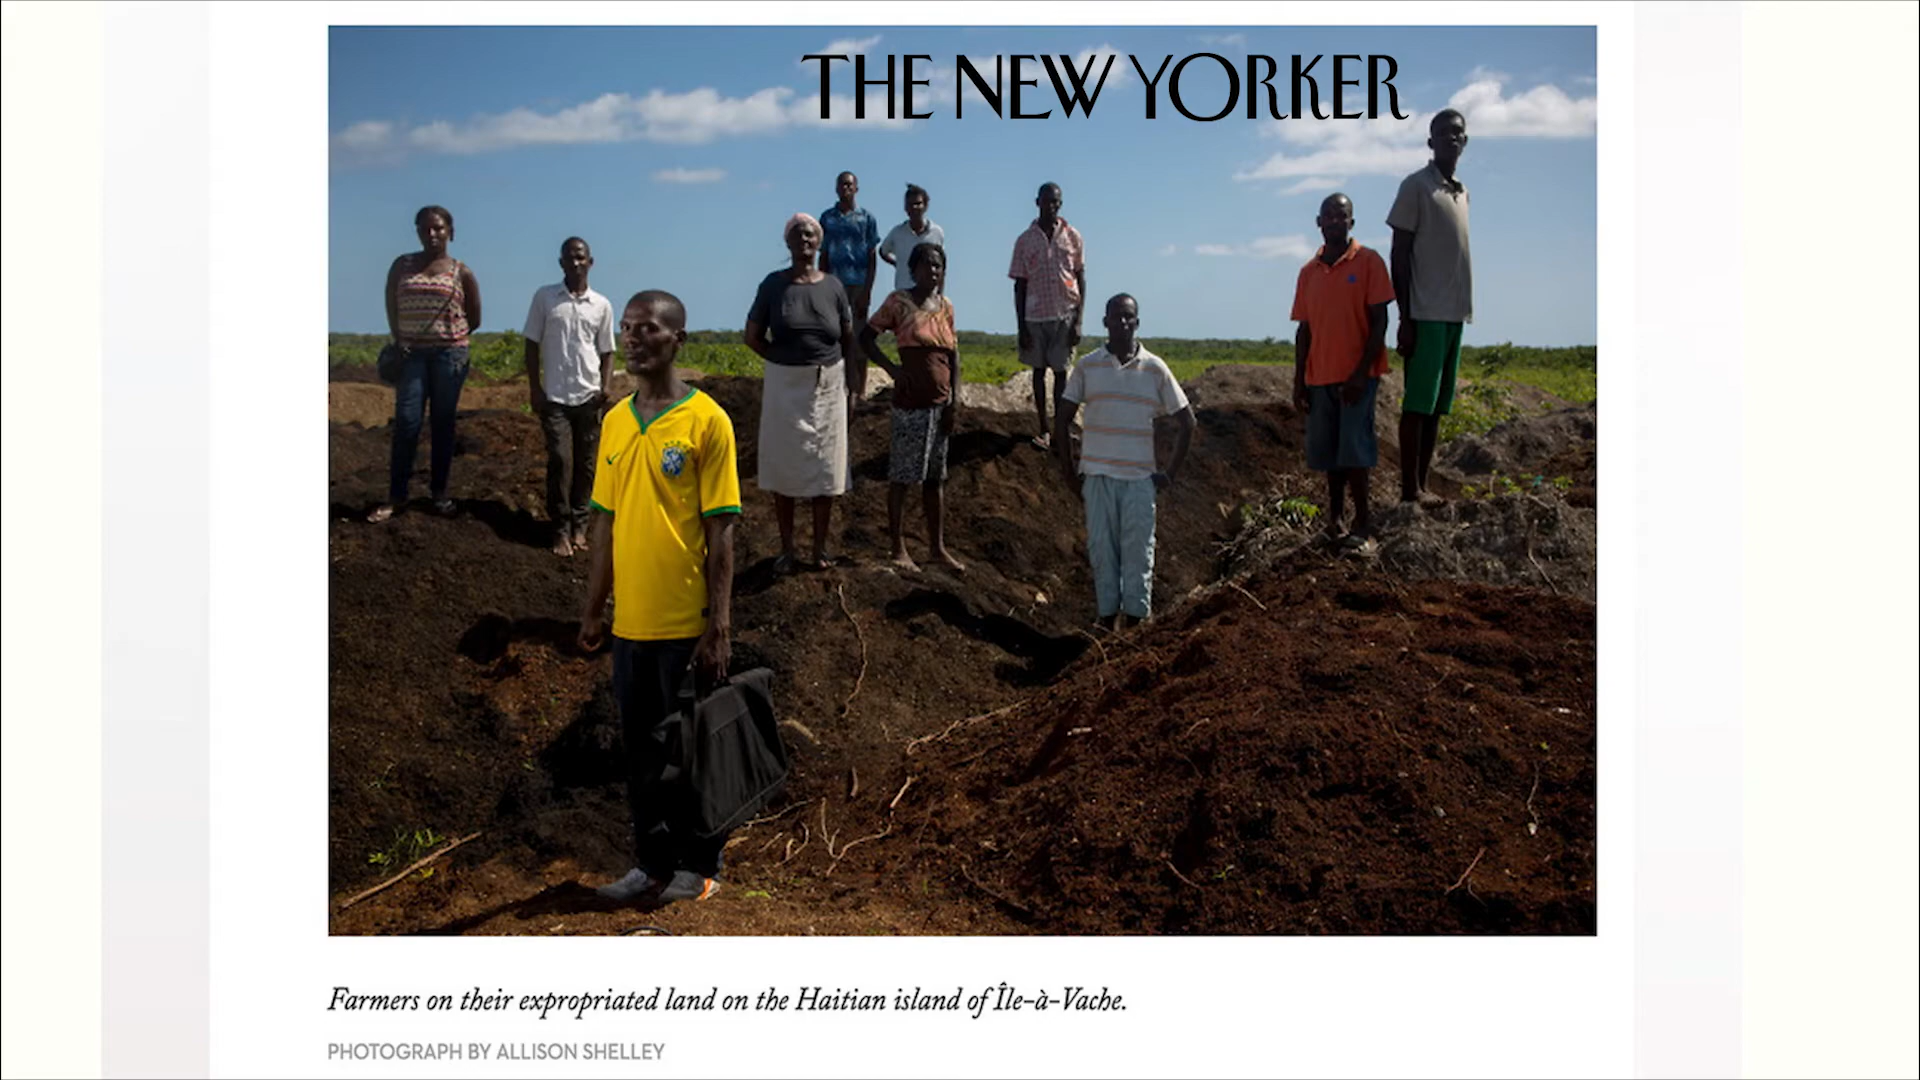 THE NEW YORKER
Farmers on their expropriated land on the Haitian island of Île-à-Vache.
PHOTOGRAPH BY ALLISON SHELLEY